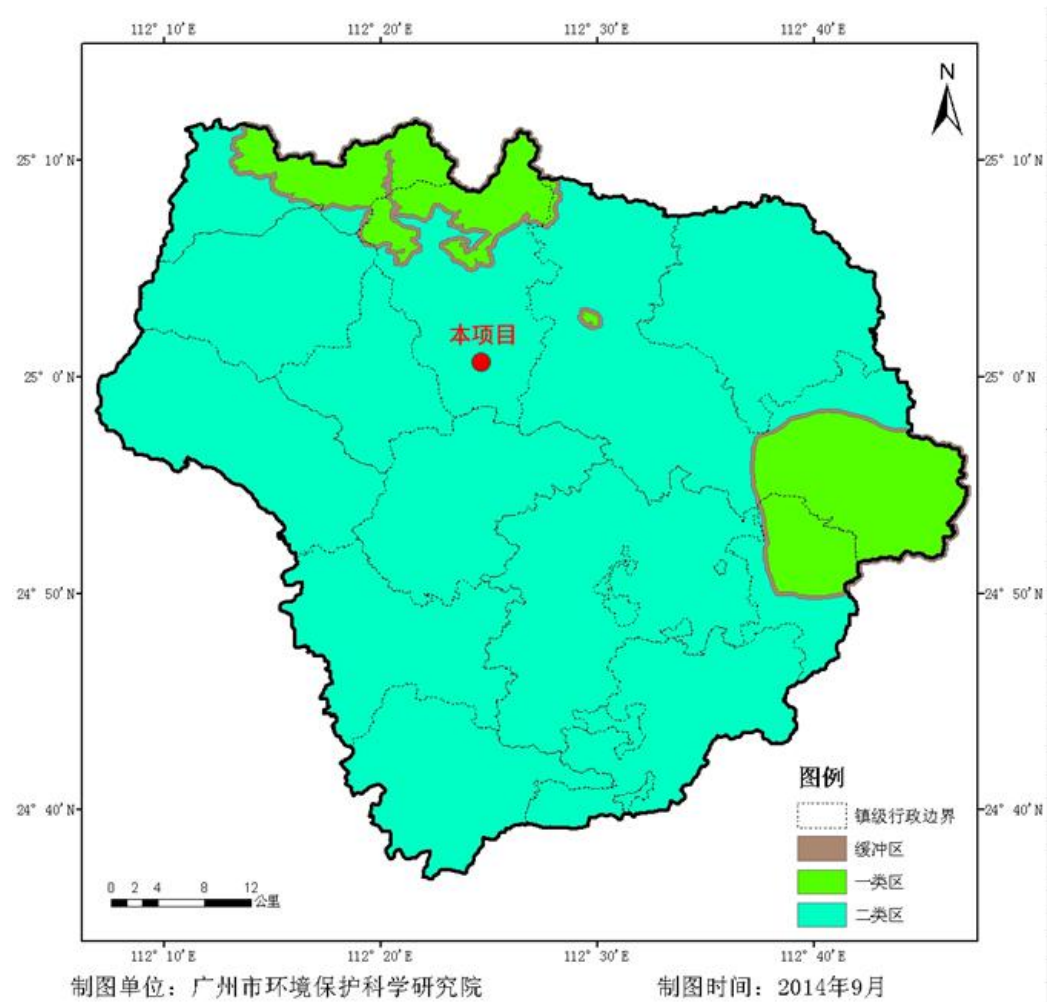 112° 10′E 112° 20′E 112° 30′E 112° 40′E
N
25° 10′N 25° 10′N
本项目
25° 0′N 25° 0′N
24° 50′N 24° 50′N
图例
24° 40′N 镇级行政边界 24° 40′N
缓冲区
一类区
0 2 4 8 12
公里
二类区
112° 10′E 112° 20′E 112° 30′E 112° 40′E
制图单位：广州市环境保护科学研究院 制图时间：2014年9月